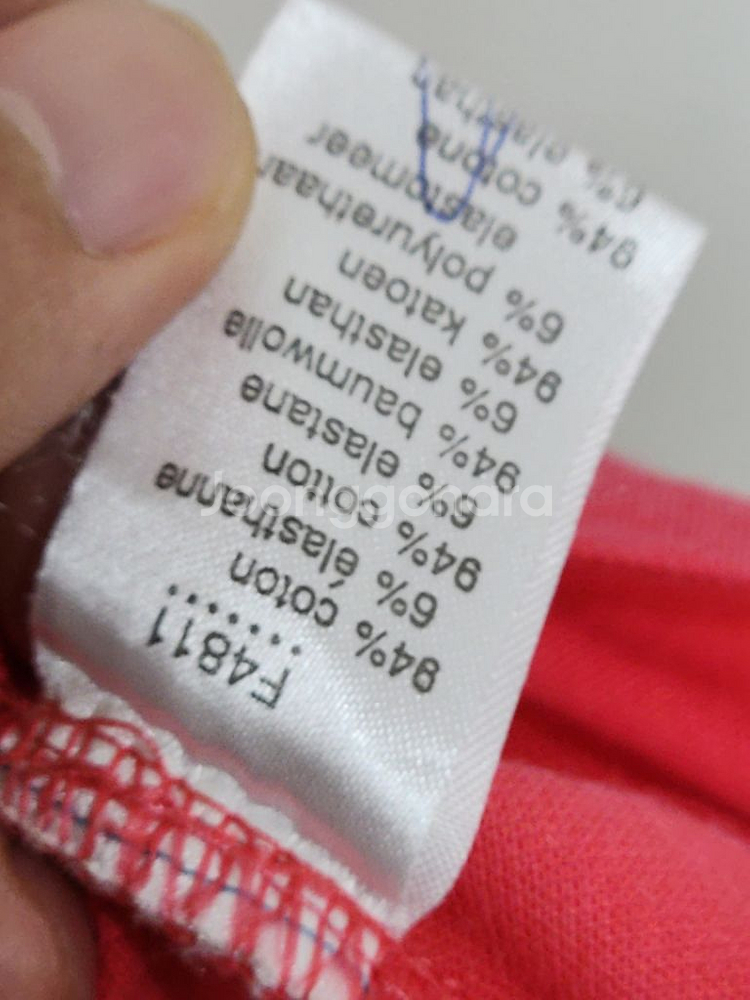 F4811
94% coton
6% élasthanne
94% cotton
6% elastane
94% baumwolle
6% elasthan
94% katoen
6% polyurethaan
elastomeer
94% cotone
Joonggonara